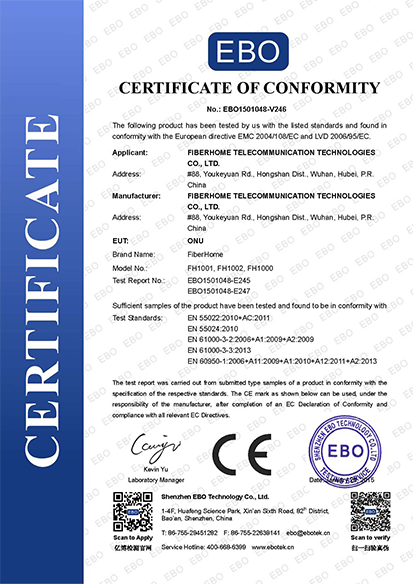 CERTIFICATE
EBO
CERTIFICATE OF CONFORMITY
No.: EBO1501048-V246
The following product has been tested by us with the listed standards and found in
conformity with the European directive EMC 2004/108/EC and LVD 2006/95/EC.
Applicant: FIBERHOME TELECOMMUNICATION TECHNOLOGIES
CO., LTD.
Address: #88, Youkeyuan Rd., Hongshan Dist., Wuhan, Hubei, P.R.
China
Manufacturer: FIBERHOME TELECOMMUNICATION TECHNOLOGIES
CO., LTD.
Address: #88, Youkeyuan Rd., Hongshan Dist., Wuhan, Hubei, P.R.
China
EUT: ONU
Brand Name: FiberHome
Model No.: FH1001, FH1002, FH1000
Test Report No.: EBO1501048-E245
EBO1501048-E247
Sufficient samples of the product have been tested and found to be in conformity with
Test Standards: EN 55022:2010+AC:2011
EN 55024:2010
EN 61000-3-2:2006+A1:2009+A2:2009
EN 61000-3-3:2013
EN 60950-1:2006+A11:2009+A1:2010+A12:2011+A2:2013
The test report was carried out from submitted type samples of a product in conformity with the
specification of the respective standards. The CE mark as shown below can be used, under the
responsibility of the manufacturer, after completion of an EC Declaration of Conformity and
compliance with all relevant EC Directives.
CE
SHENZHEN EBO TECHNOLOGY CO.,LTD.
EBO
TESTING SERVICE
Kevin Yu
Laboratory Manager
Date: 2015
Shenzhen EBO Technology Co., Ltd.
1-4F, Huafeng Science Park, Xin'an Sixth Road, 82th District,
Bao'an, Shenzhen, China
T: 86-755-29451282 F: 86-755-22639141 ebo@ebotek.cn
Service Hotline: 400-668-6399 www.ebotek.cn
Scan to Apply
亿博检测官网
Scan to verify
扫一扫验真伪